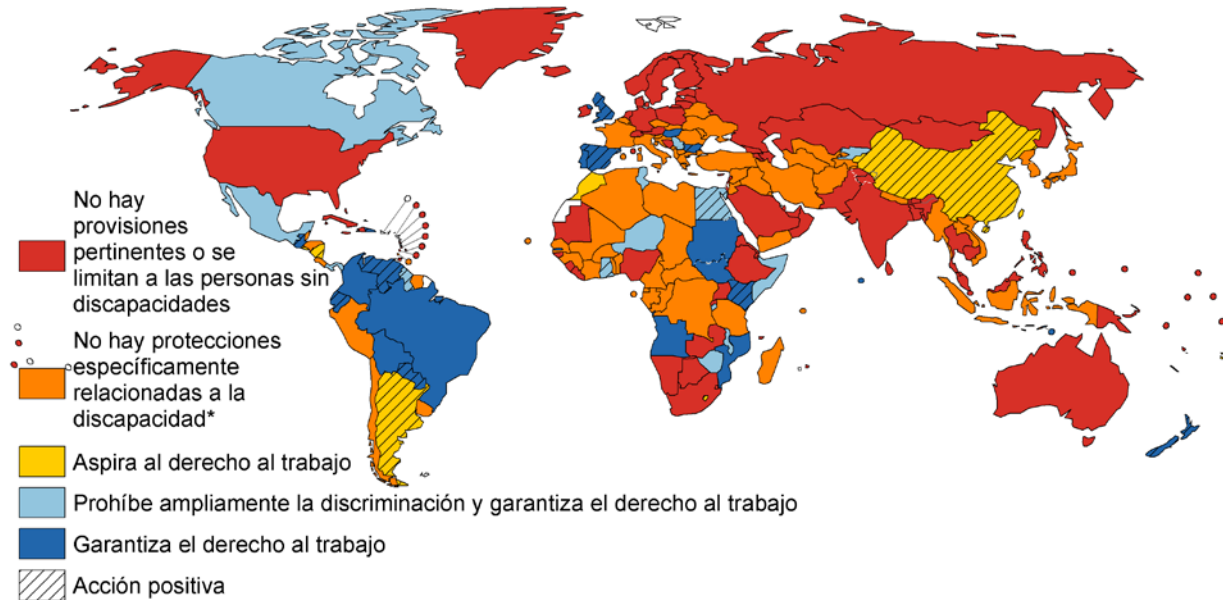 No hay
provisiones
pertinentes o se
limitan a las personas sin
discapacidades
No hay protecciones
específicamente
relacionadas a la
discapacidad*
Aspira al derecho al trabajo
Prohíbe ampliamente la discriminación y garantiza el derecho al trabajo
Garantiza el derecho al trabajo
Acción positiva